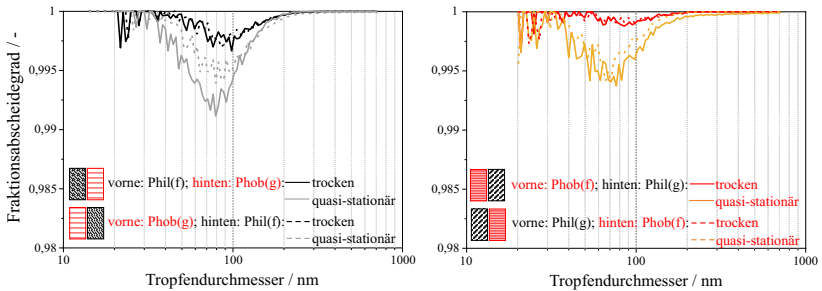 Fraktionsabscheidegrad / -
1
0,995
0,99
0,985
0,98
vorne: Phil(f); hinten: Phob(g): trocken
quasi-stationär
vorne: Phob(g); hinten: Phil(f): trocken
quasi-stationär
10 100 1000
Tropfendurchmesser / nm
1
0,995
0,99
0,985
0,98
vorne: Phob(f); hinten: Phil(g): trocken
quasi-stationär
vorne: Phil(g); hinten: Phob(f): trocken
quasi-stationär
10 100 1000
Tropfendurchmesser / nm